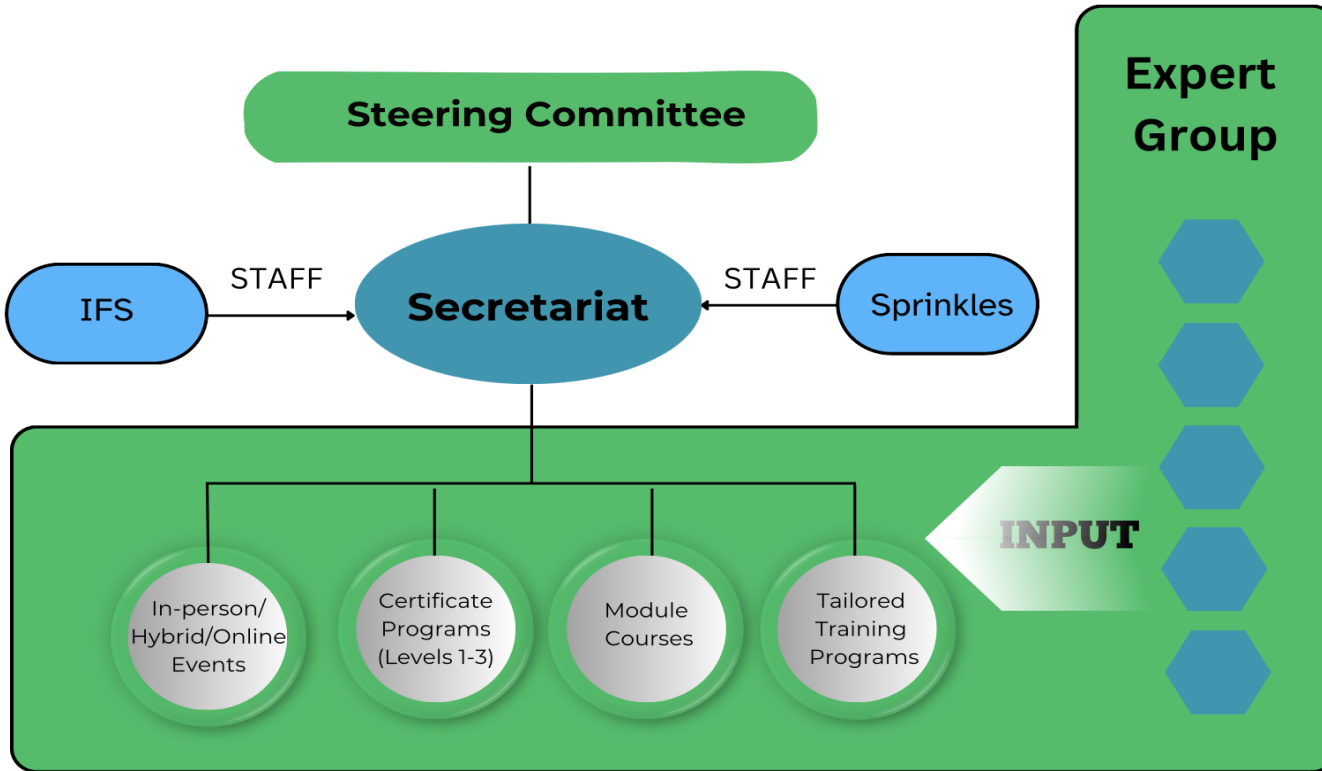 Expert
Group
Steering Committee
IFS
STAFF
Secretariat
STAFF
Sprinkles
INPUT
In-person/
Hybrid/Online
Events
Certificate
Programs
(Levels 1-3)
Module
Courses
Tailored
Training
Programs